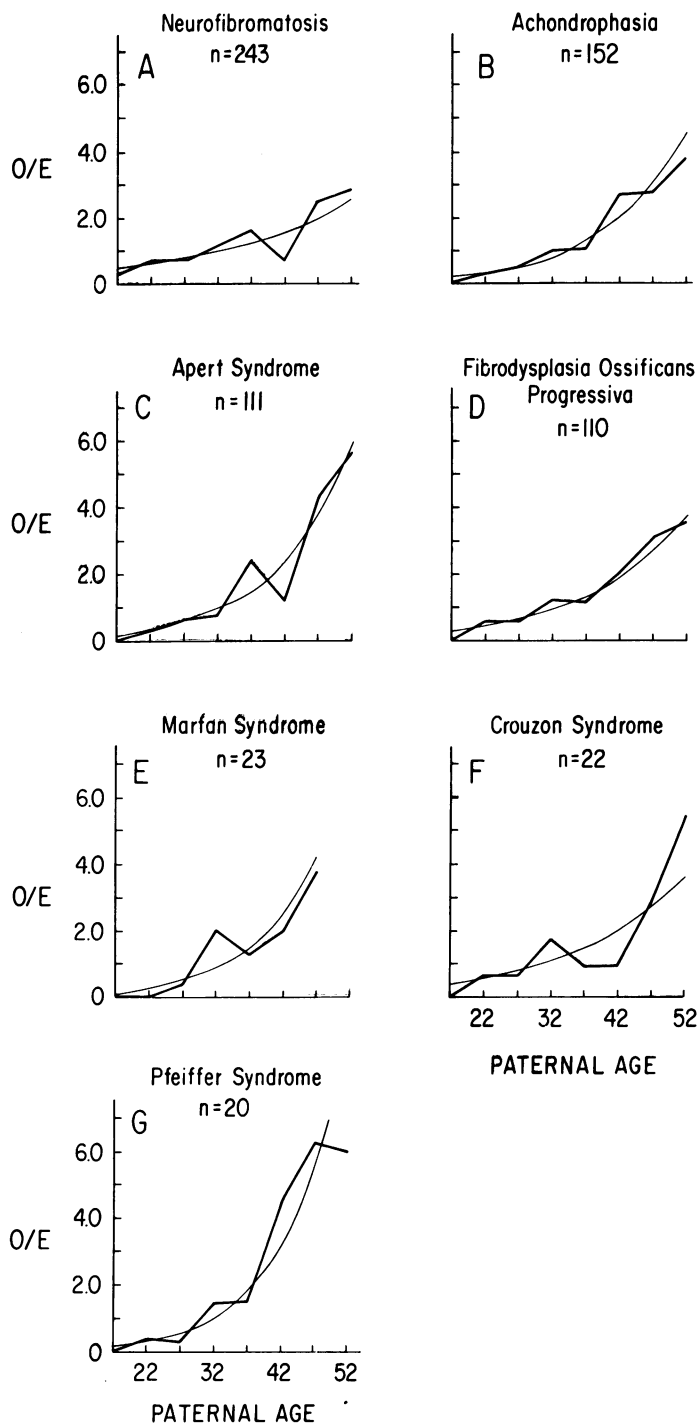 Neurofibromatosis
n=243
A
6.0
4.0
2.0
0
O/E
Achondrophasia
n=152
B
Apert Syndrome
n=111
C
6.0
4.0
2.0
0
O/E
Fibrodysplasia Ossificans
Progressiva
n=110
D
Marfan Syndrome
n=23
E
6.0
4.0
2.0
0
O/E
Crouzon Syndrome
n=22
F
22 32 42 52
PATERNAL AGE
Pfeiffer Syndrome
n=20
G
6.0
4.0
2.0
0
O/E
22 32 42 52
PATERNAL AGE